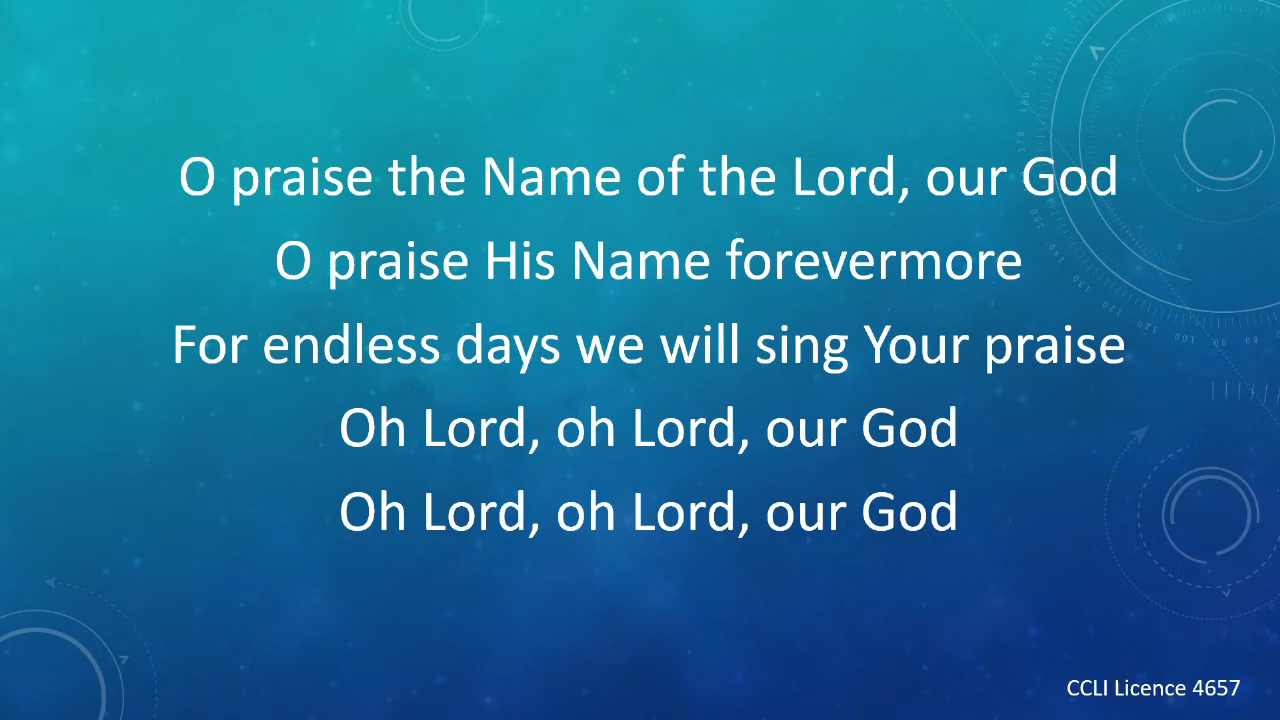 O praise the Name of the Lord, our God
O praise His Name forevermore
For endless days we will sing Your praise
Oh Lord, oh Lord, our God
Oh Lord, oh Lord, our God
CCLI Licence 4657